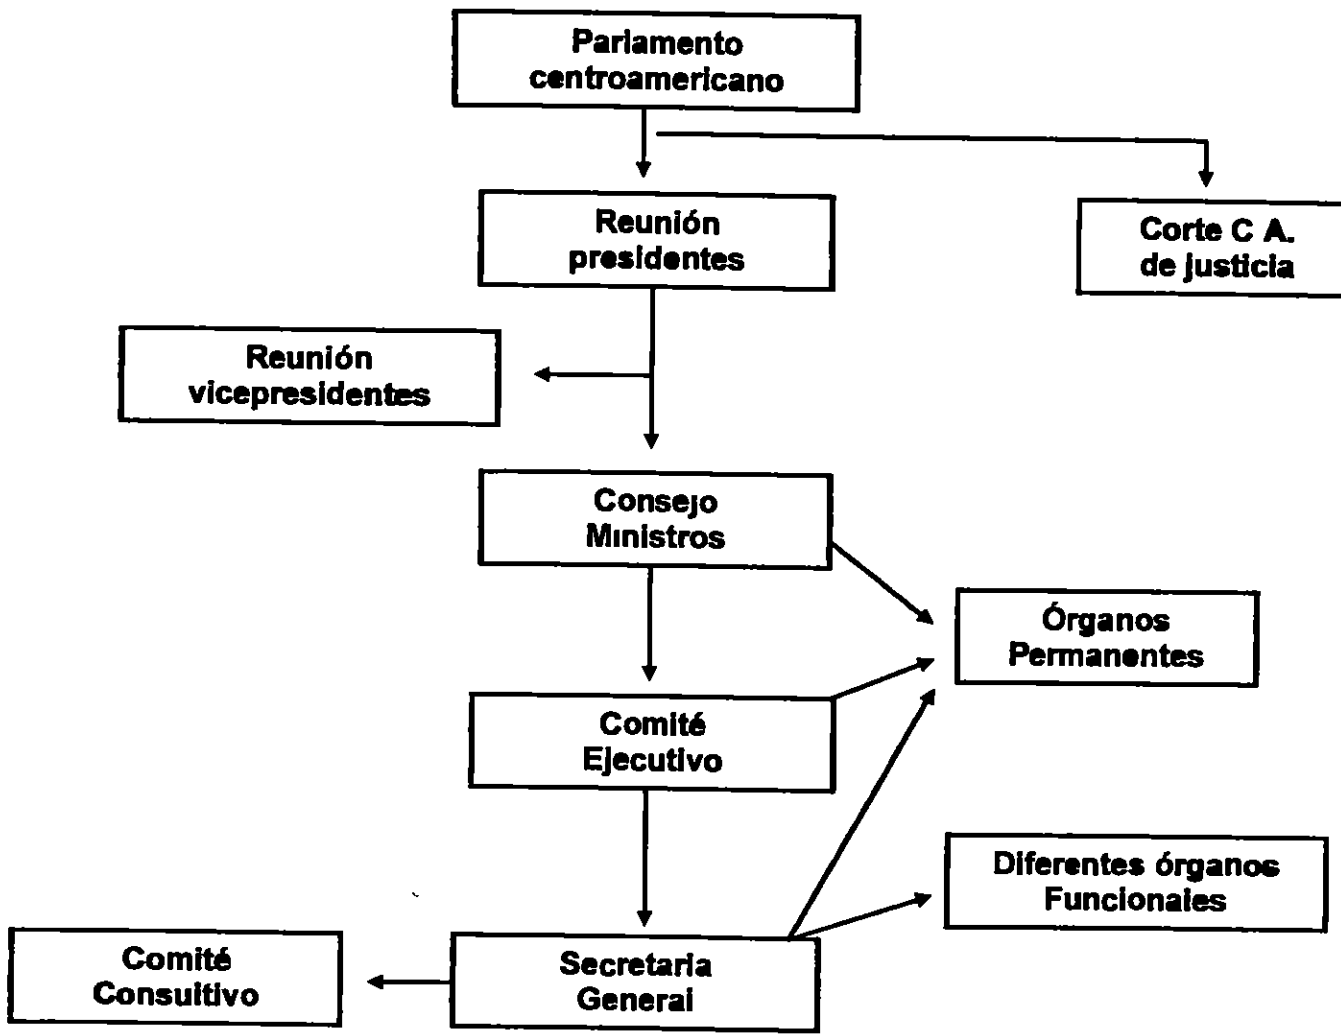 Parlamento
centroamericano
Reunión
presidentes
Corte C A.
de justicia
Reunión
vicepresidentes
Consejo
Ministros
Órganos
Permanentes
Comité
Ejecutivo
Diferentes órganos
Funcionales
Comité
Consultivo
Secretaria
General